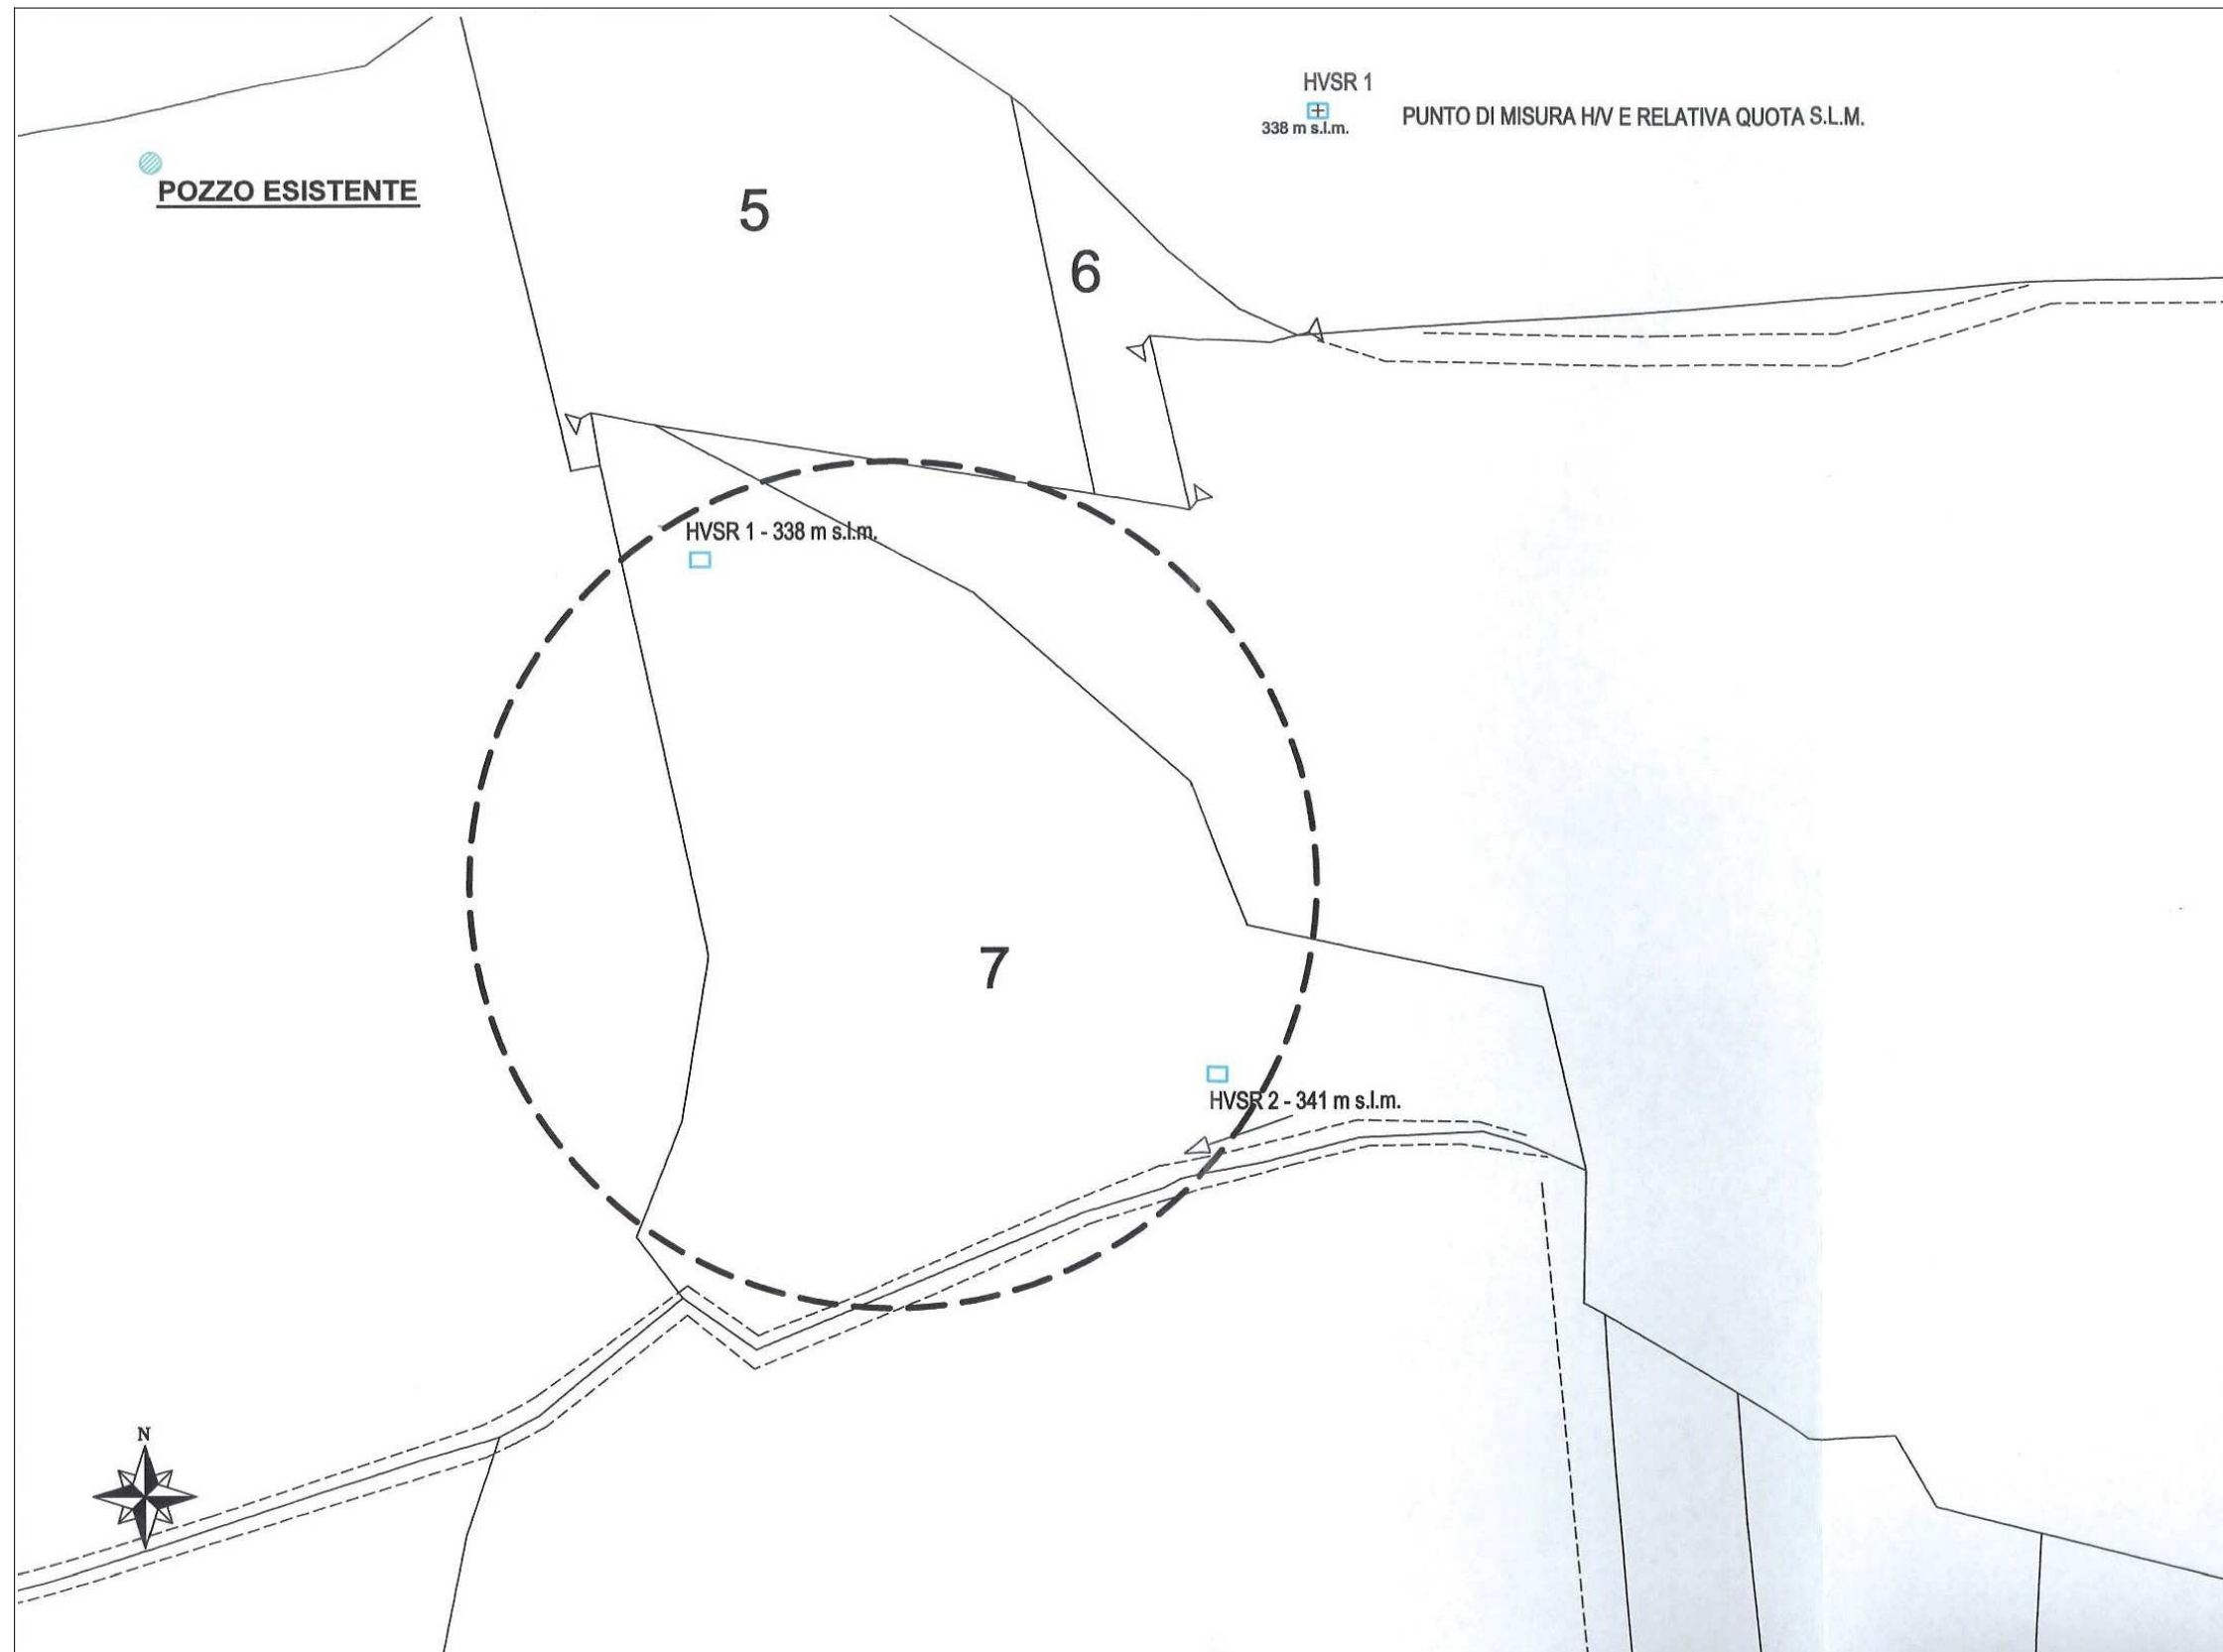 HVSR 1
338 m s.l.m.
PUNTO DI MISURA H/V E RELATIVA QUOTA S.L.M.
POZZO ESISTENTE
5
6
HVSR 1 - 338 m s.l.m.
7
HVSR 2 - 341 m s.l.m.
N